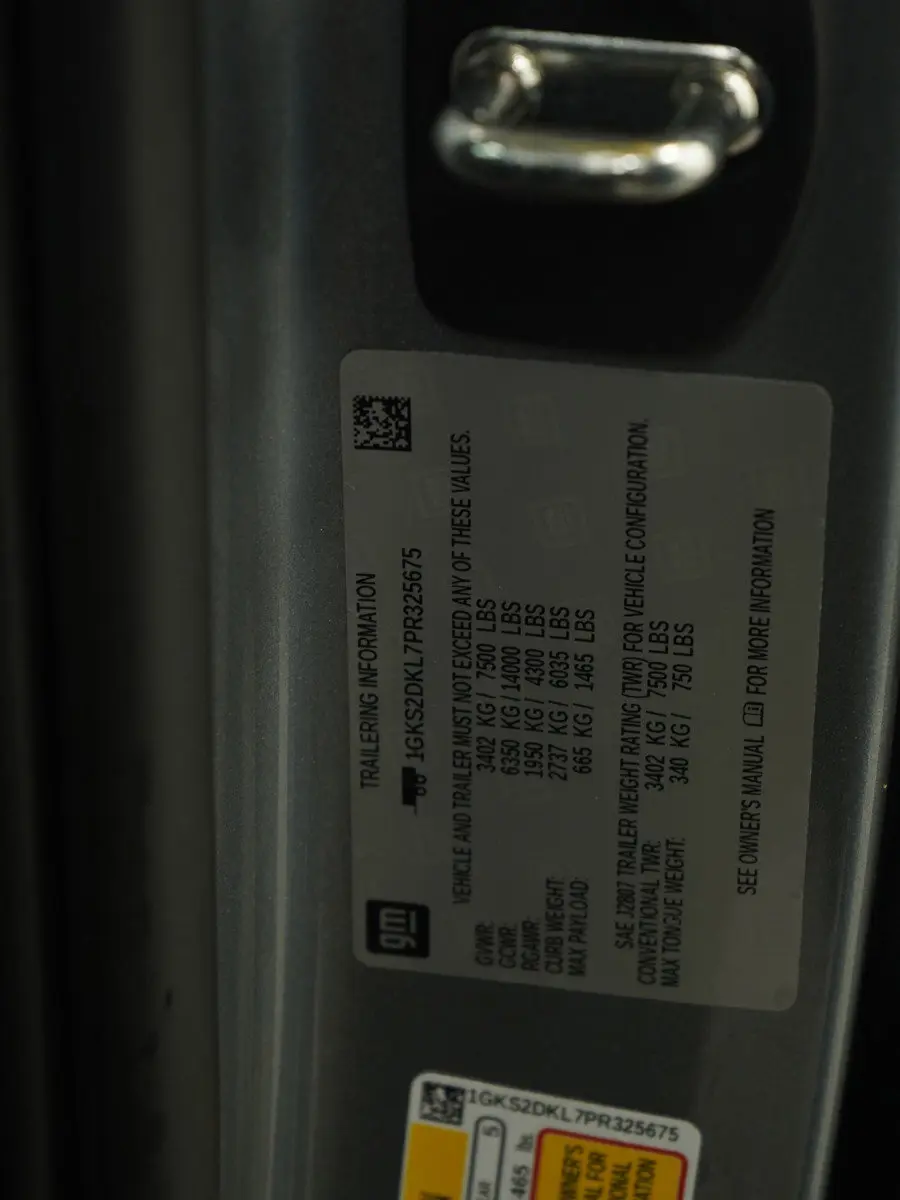 gm
TRAILERING INFORMATION
1GKS2DKL7PR325675
VEHICLE AND TRAILER MUST NOT EXCEED ANY OF THESE VALUES.
GVWR: 3402 KG / 7500 LBS
GCWR: 6350 KG / 14000 LBS
RGAWR: 1950 KG / 4300 LBS
CURB WEIGHT: 2737 KG / 6035 LBS
MAX PAYLOAD: 665 KG / 1465 LBS
SAE J2807 TRAILER WEIGHT RATING (TWR) FOR VEHICLE CONFIGURATION.
CONVENTIONAL TWR: 3402 KG / 7500 LBS
MAX TONGUE WEIGHT: 340 KG / 750 LBS
SEE OWNER'S MANUAL FOR MORE INFORMATION
1GKS2DKL7PR325675
5
465 lbs